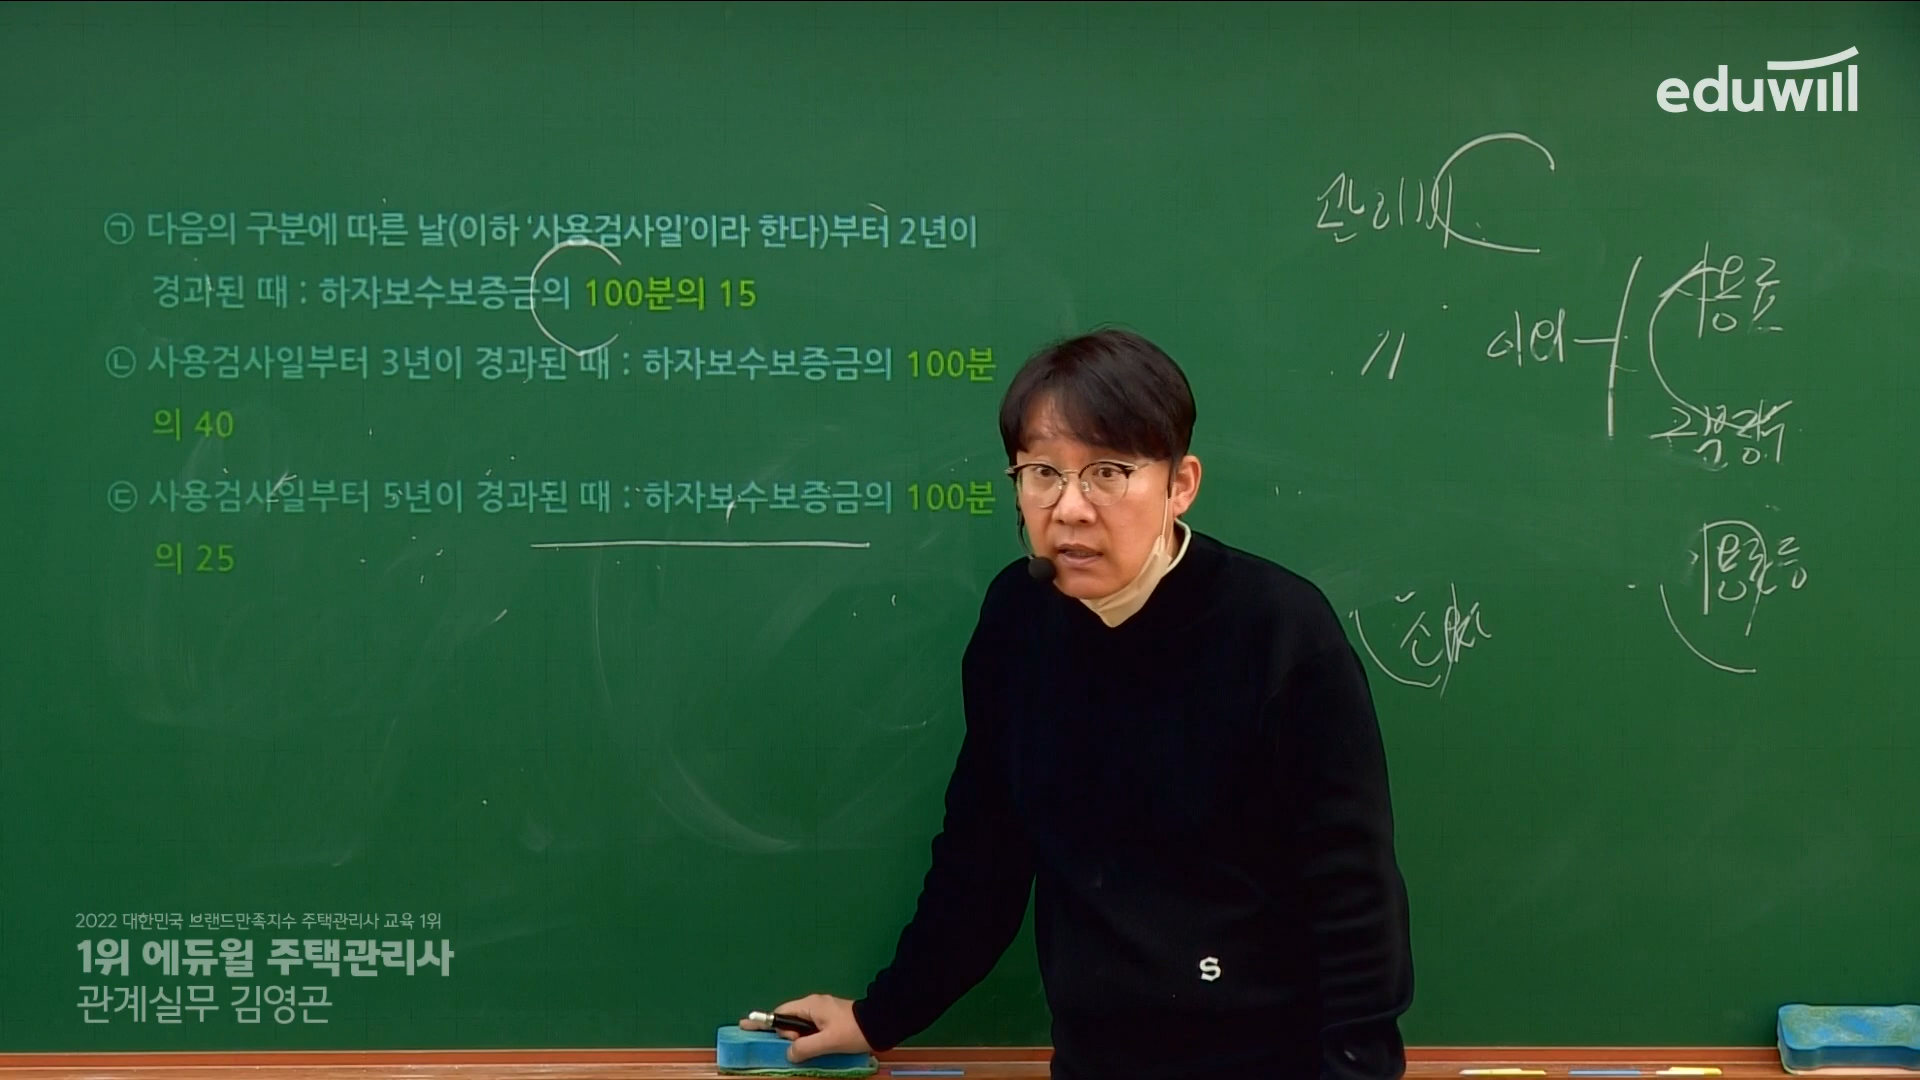 eduwill
㉠ 다음의 구분에 따른 날(이하 ‘사용검사일’이라 한다)부터 2년이
경과된 때 : 하자보수보증금의 100분의 15
㉡ 사용검사일부터 3년이 경과된 때 : 하자보수보증금의 100분
의 40
㉢ 사용검사일부터 5년이 경과된 때 : 하자보수보증금의 100분
의 25
관리비
이외
사용료
2022 대한민국 브랜드만족지수 주택관리사 교육 1위
1위 에듀윌 주택관리사
관계실무 김영곤
S